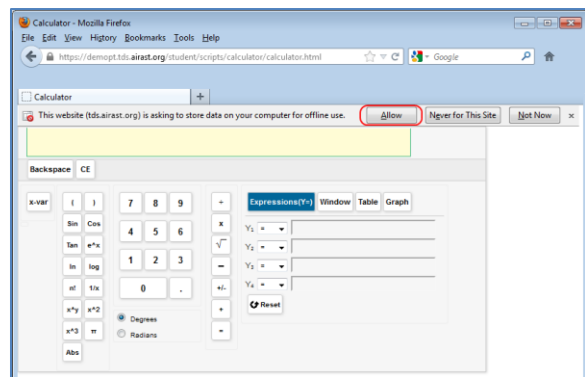 Calculator - Mozilla Firefox
File Edit View History Bookmarks Tools Help
https://demopt.tds.airast.org/student/scripts/calculator/calculator.html Google
Calculator +
This website (tds.airast.org) is asking to store data on your computer for offline use. Allow Never for This Site Not Now ×
Backspace CE
x-var ( ) 7 8 9 ÷ Expressions(Y=) Window Table Graph
Sin Cos 4 5 6 x Y₁ =
Tan e^x √ Y₂ =
ln log 1 2 3 − Y₃ =
n! 1/x 0 . +/- Y₄ =
x^y x^2 + Reset
Degrees
x^3 π =
Radians
Abs